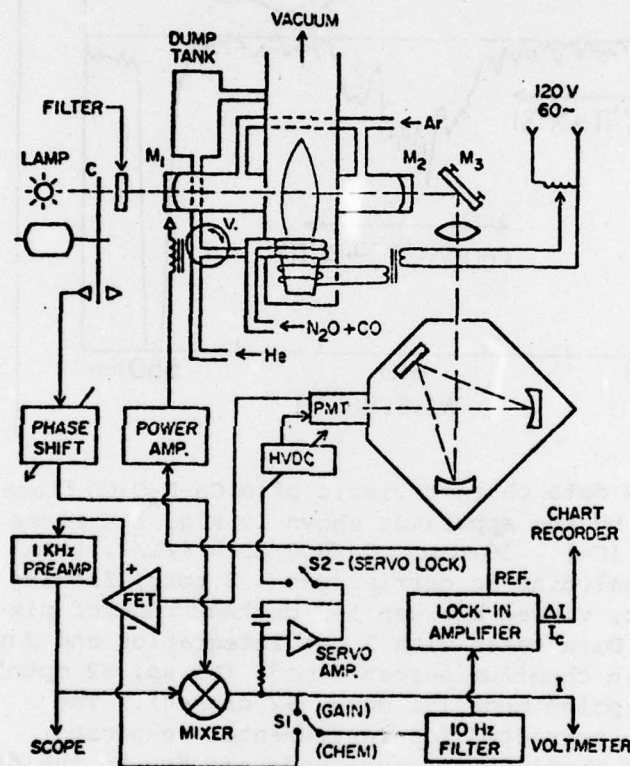 VACUUM
DUMP
TANK
120 V
60~
FILTER
Ar
LAMP
C
M1
M2
M3
V.
N2O + CO
He
PMT
HVDC
PHASE
SHIFT
POWER
AMP.
CHART
RECORDER
1 KHz
PREAMP
S2-(SERVO LOCK)
REF.
+
FET
-
LOCK-IN
AMPLIFIER
ΔI
Ic
SERVO
AMP.
I
(GAIN)
S1
MIXER
(CHEM)
10 Hz
FILTER
SCOPE
VOLTMETER